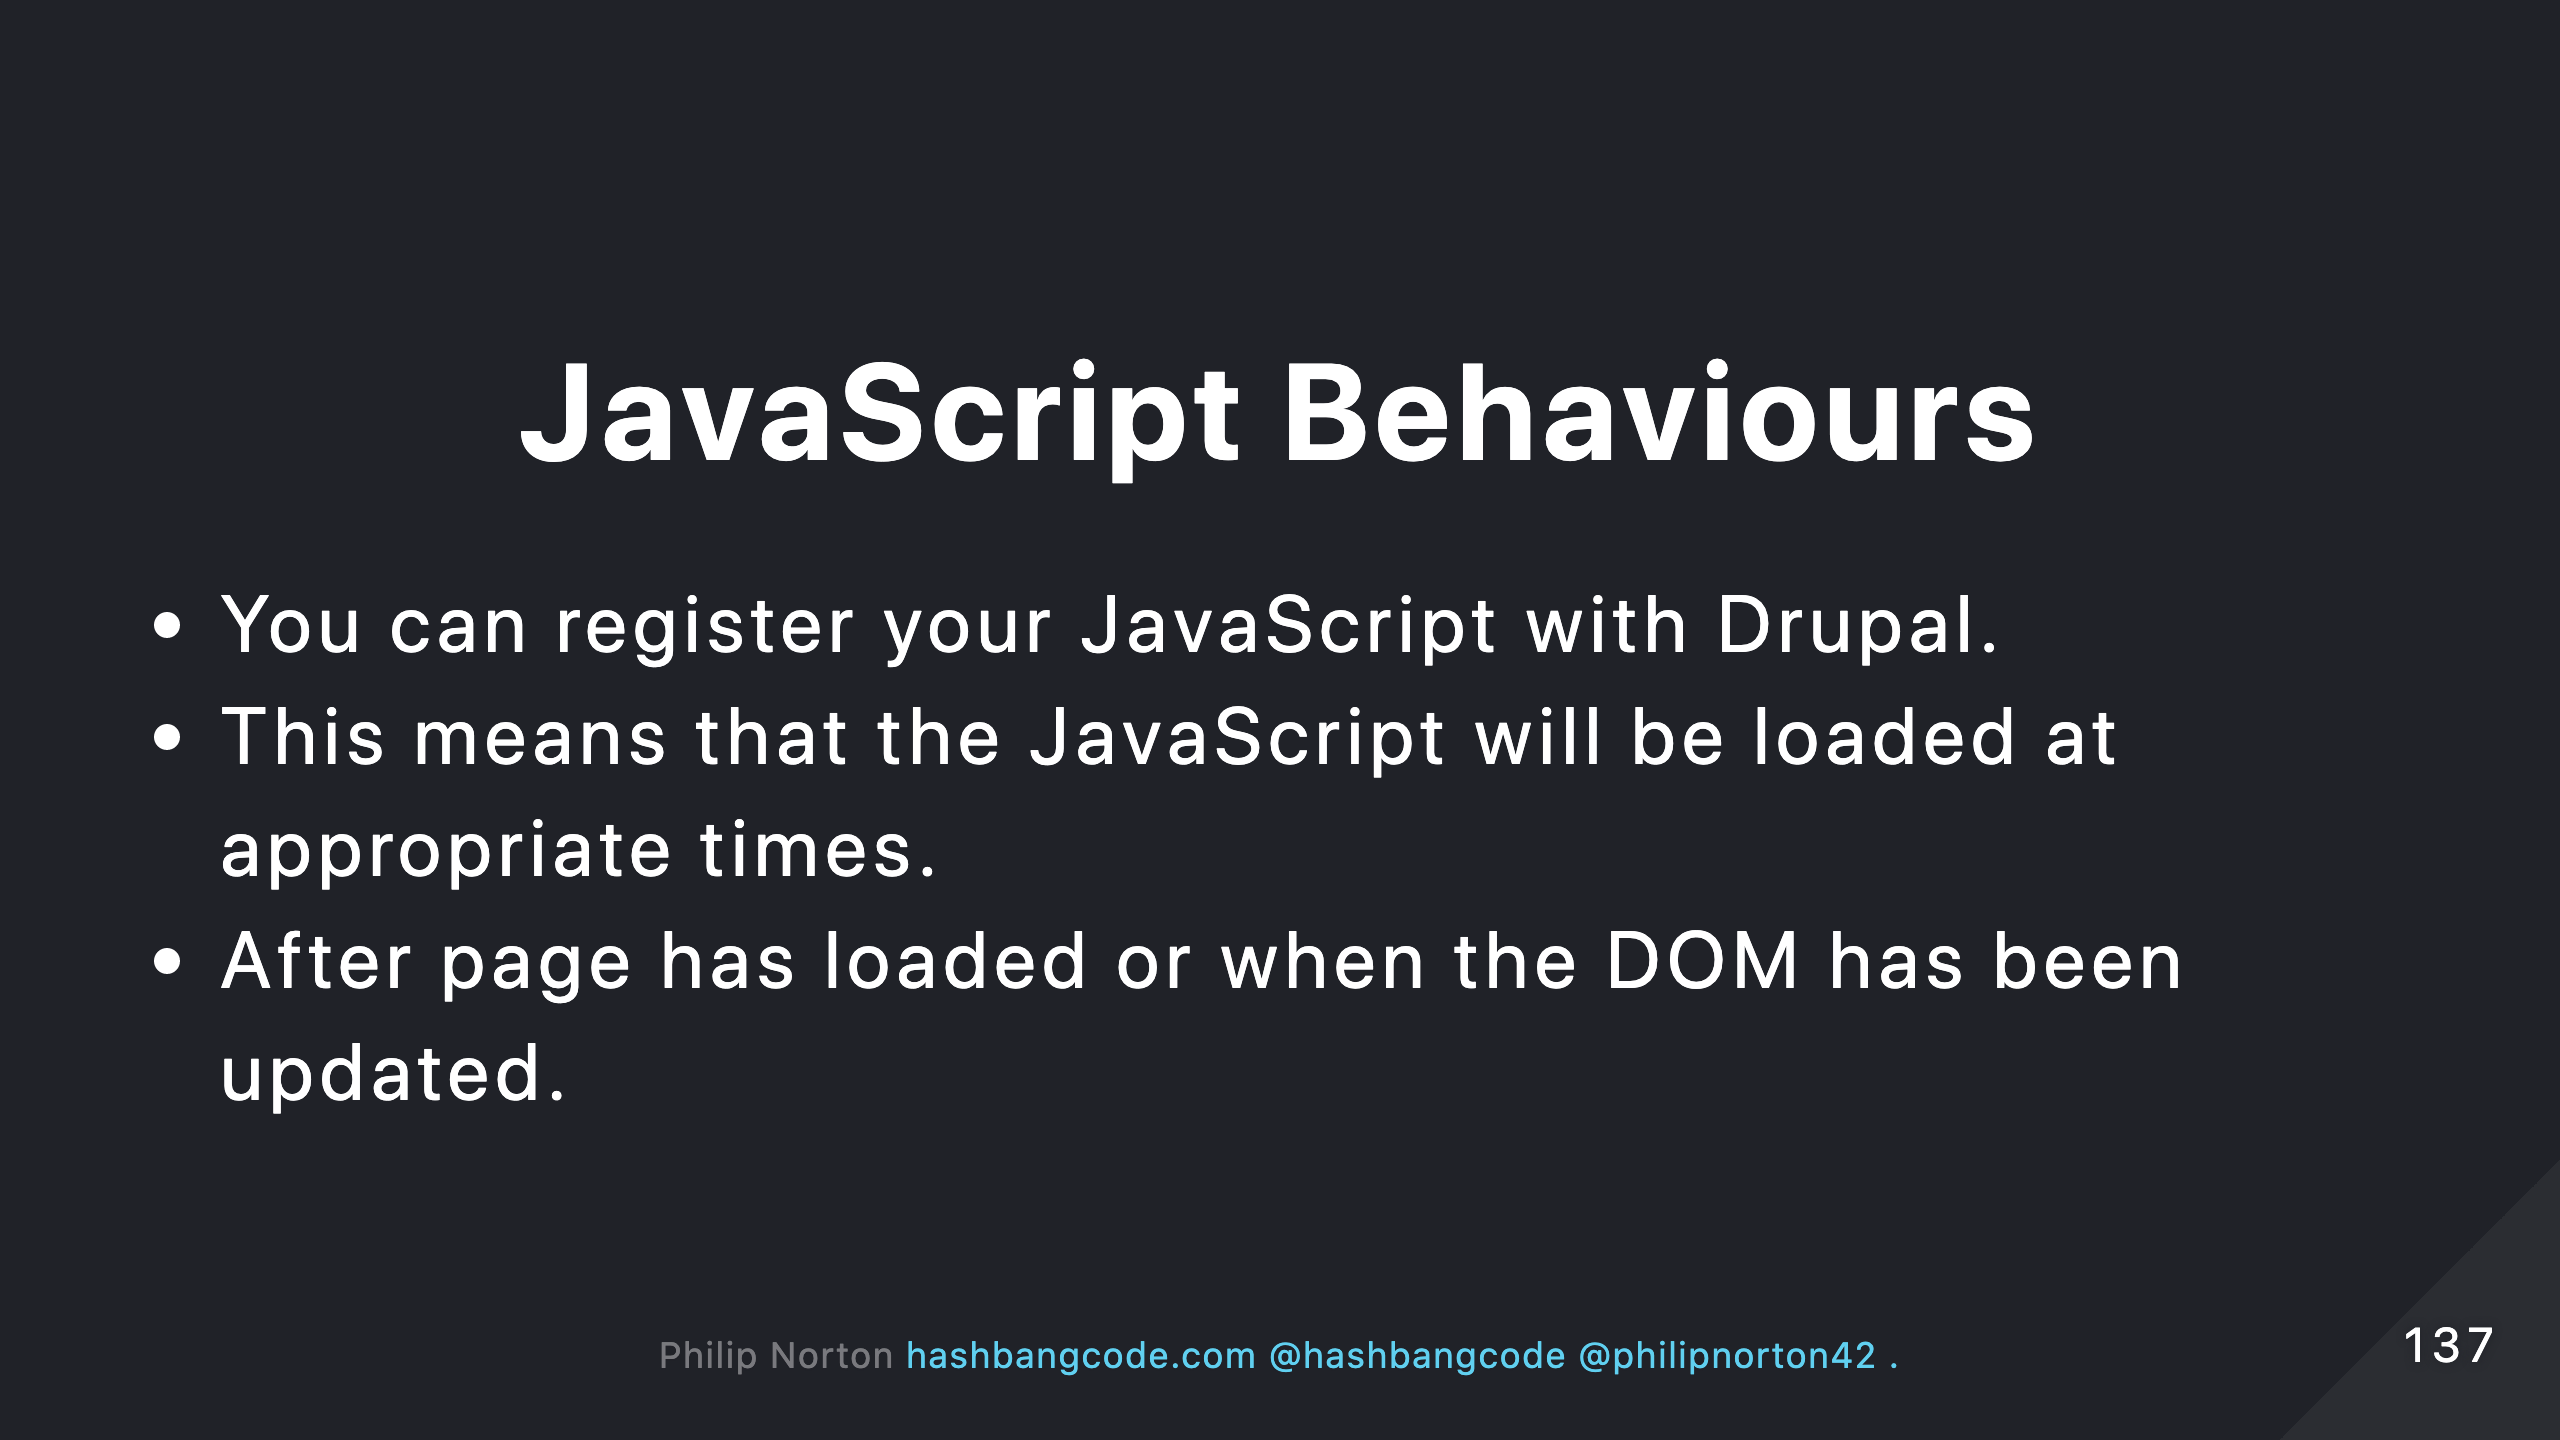 JavaScript Behaviours
• You can register your JavaScript with Drupal.
• This means that the JavaScript will be loaded at
appropriate times.
• After page has loaded or when the DOM has been
updated.
Philip Norton hashbangcode.com @hashbangcode @philipnorton42 .
137